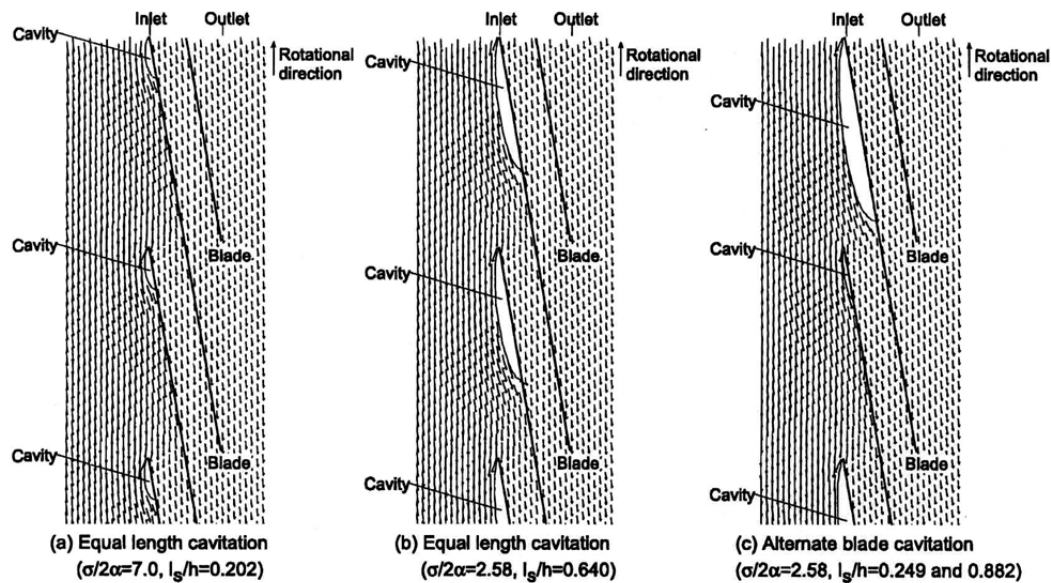 Inlet Outlet
Cavity
Rotational
direction
Cavity
Blade
Cavity
Blade
(a) Equal length cavitation
(σ/2α=7.0, lₛ/h=0.202)
Inlet Outlet
Cavity
Rotational
direction
Blade
Cavity
Blade
Cavity
(b) Equal length cavitation
(σ/2α=2.58, lₛ/h=0.640)
Inlet Outlet
Rotational
direction
Cavity
Cavity
Blade
Blade
Cavity
(c) Alternate blade cavitation
(σ/2α=2.58, lₛ/h=0.249 and 0.882)